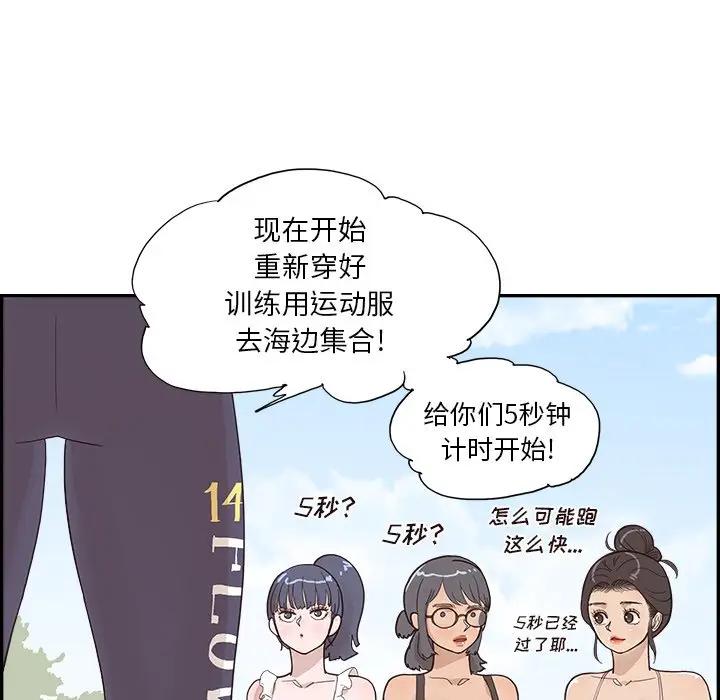 现在开始
重新穿好
训练用运动服
去海边集合!
给你们5秒钟
计时开始!
5秒?
5秒?
怎么可能跑
这么快...
5秒已经
过了耶...
14
FLOW